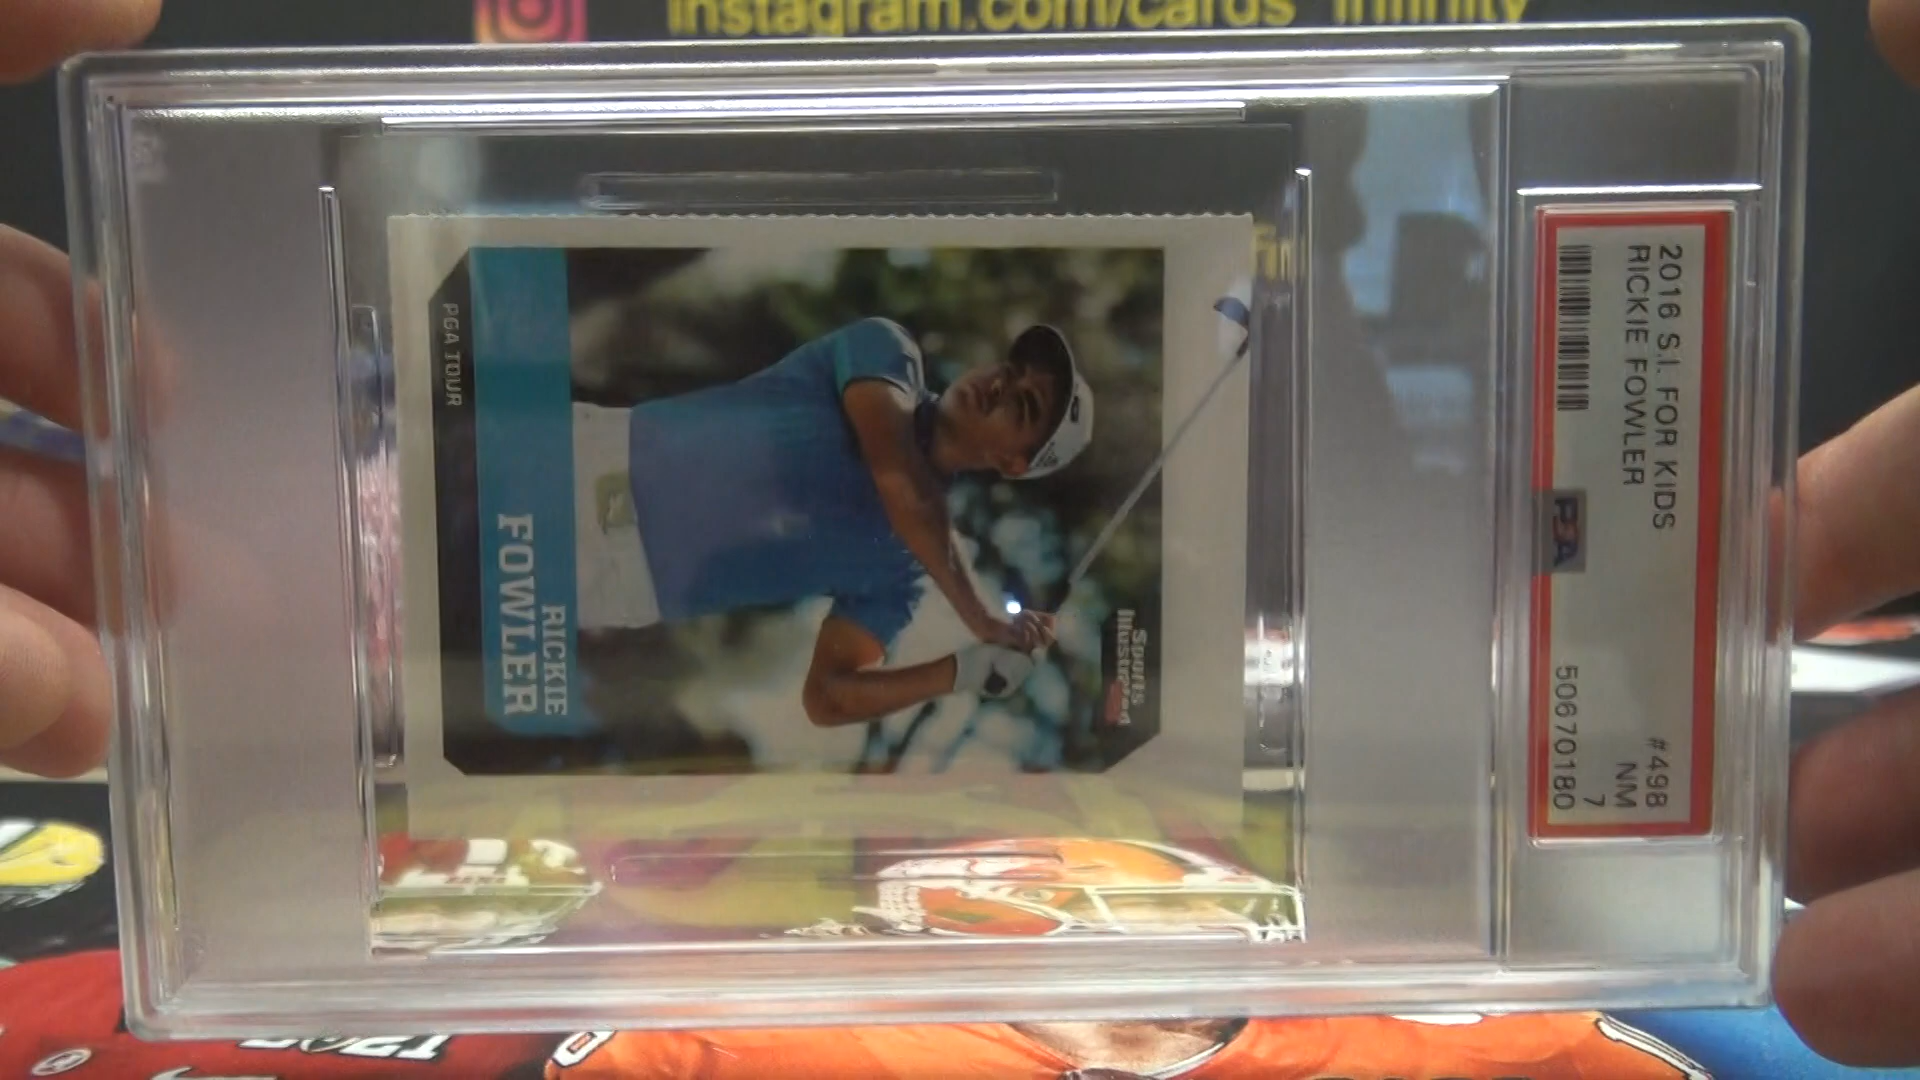 instagram.com/cards_infinity
2016 S.I. FOR KIDS #498
RICKIE FOWLER NM
7
PSA 50670180
Sports
Illustrated
RICKIE
FOWLER
PGA TOUR